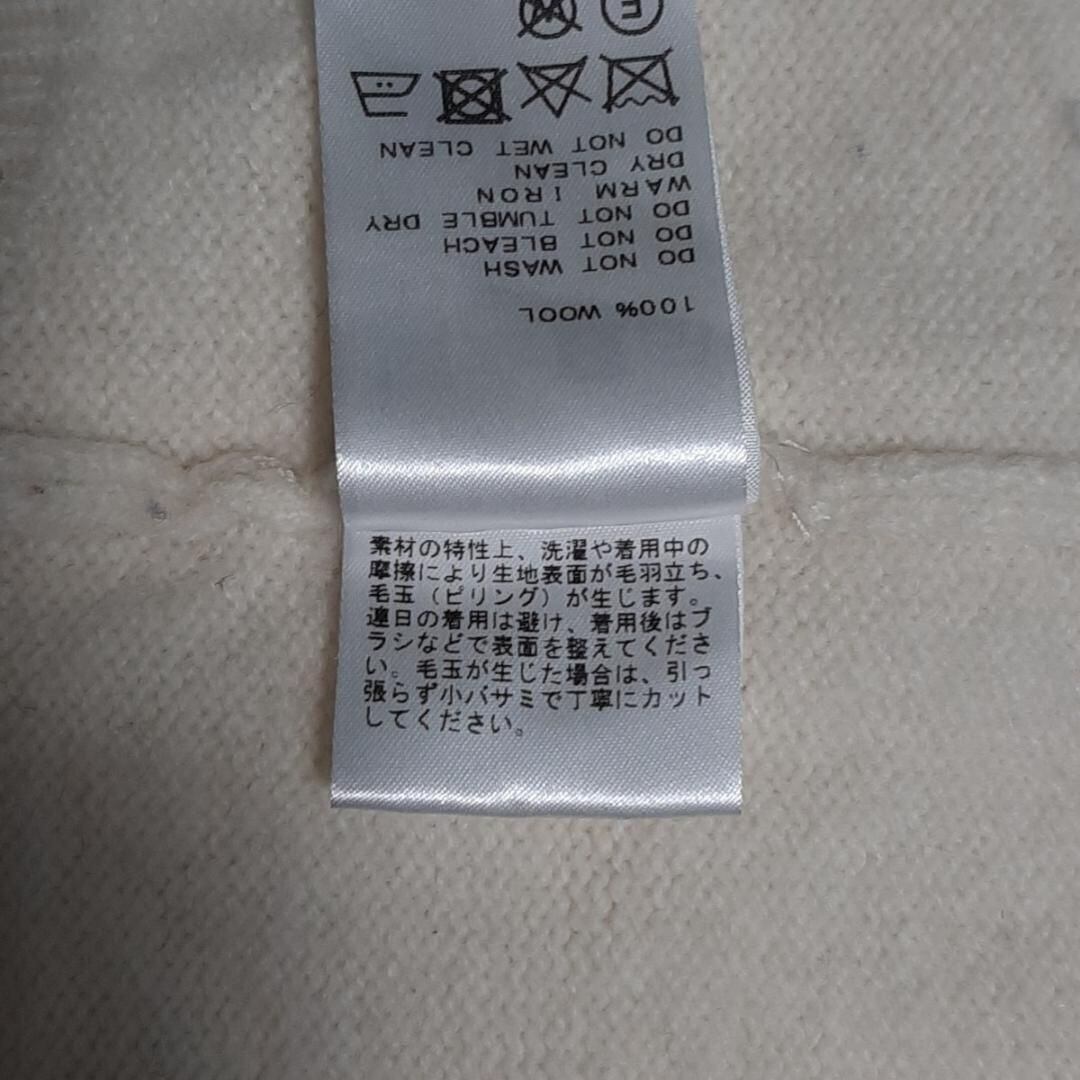 100% WOOL
DO NOT WASH
DO NOT BLEACH
DO NOT TUMBLE DRY
WARM IRON
DRY CLEAN
DO NOT WET CLEAN
E W
素材の特性上、洗濯や着用中の
摩擦により生地表面が毛羽立ち、
毛玉（ピリング）が生じます。
連日の着用は避け、着用後はブ
ラシなどで表面を整えてくださ
い。毛玉が生じた場合は、引っ
張らず小バサミで丁寧にカット
してください。